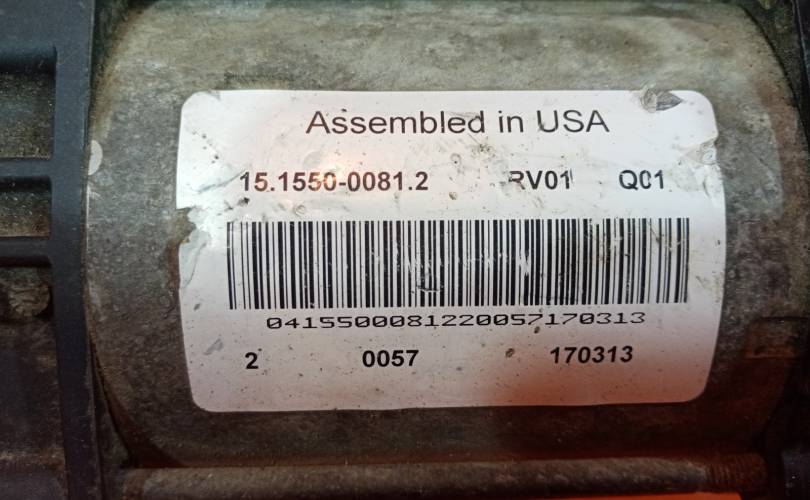 Assembled in USA
15.1550-0081.2 RV01 Q01
0415500081220057170313
2 0057 170313